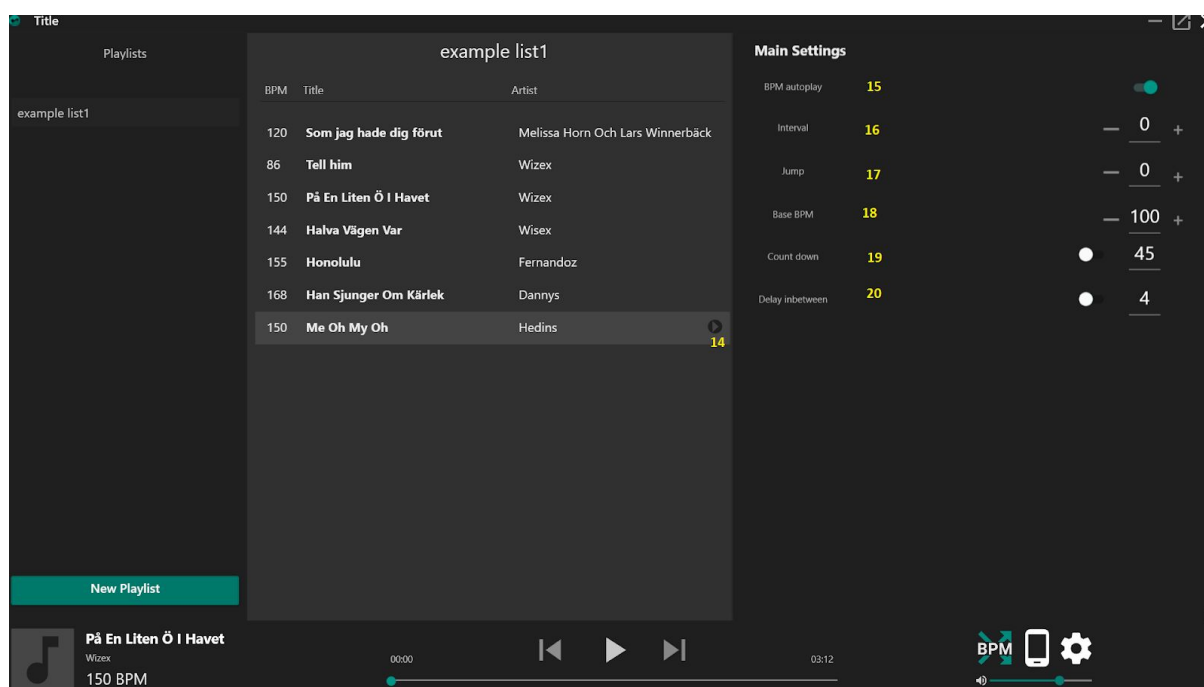 Title
Playlists
example list1
New Playlist
example list1
BPM Title Artist
120 Som jag hade dig förut Melissa Horn Och Lars Winnerbäck
86 Tell him Wizex
150 På En Liten Ö I Havet Wizex
144 Halva Vägen Var Wisex
155 Honolulu Fernandoz
168 Han Sjunger Om Kärlek Dannys
150 Me Oh My Oh Hedins
14
Main Settings
BPM autoplay 15
Interval 16 — 0 +
Jump 17 — 0 +
Base BPM 18 — 100 +
Count down 19 45
Delay inbetween 20 4
På En Liten Ö I Havet
Wizex
150 BPM
00:00
03:12
BPM